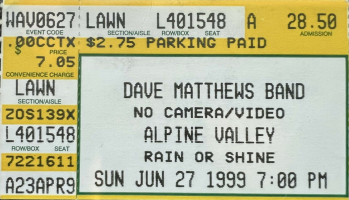 WAV0627 LAWN L401548 A 28.50
EVENT CODE SECTION/AISLE ROW/BOX SEAT ADMISSION
.00CCTX $2.75 PARKING PAID
$ PRICE
7.05
CONVENIENCE CHARGE
LAWN
SECTION/AISLE
ZOS139X
L401548
ROW/BOX SEAT
7221611
A23APR9
DAVE MATTHEWS BAND
NO CAMERA/VIDEO
ALPINE VALLEY
RAIN OR SHINE
SUN JUN 27 1999 7:00 PM